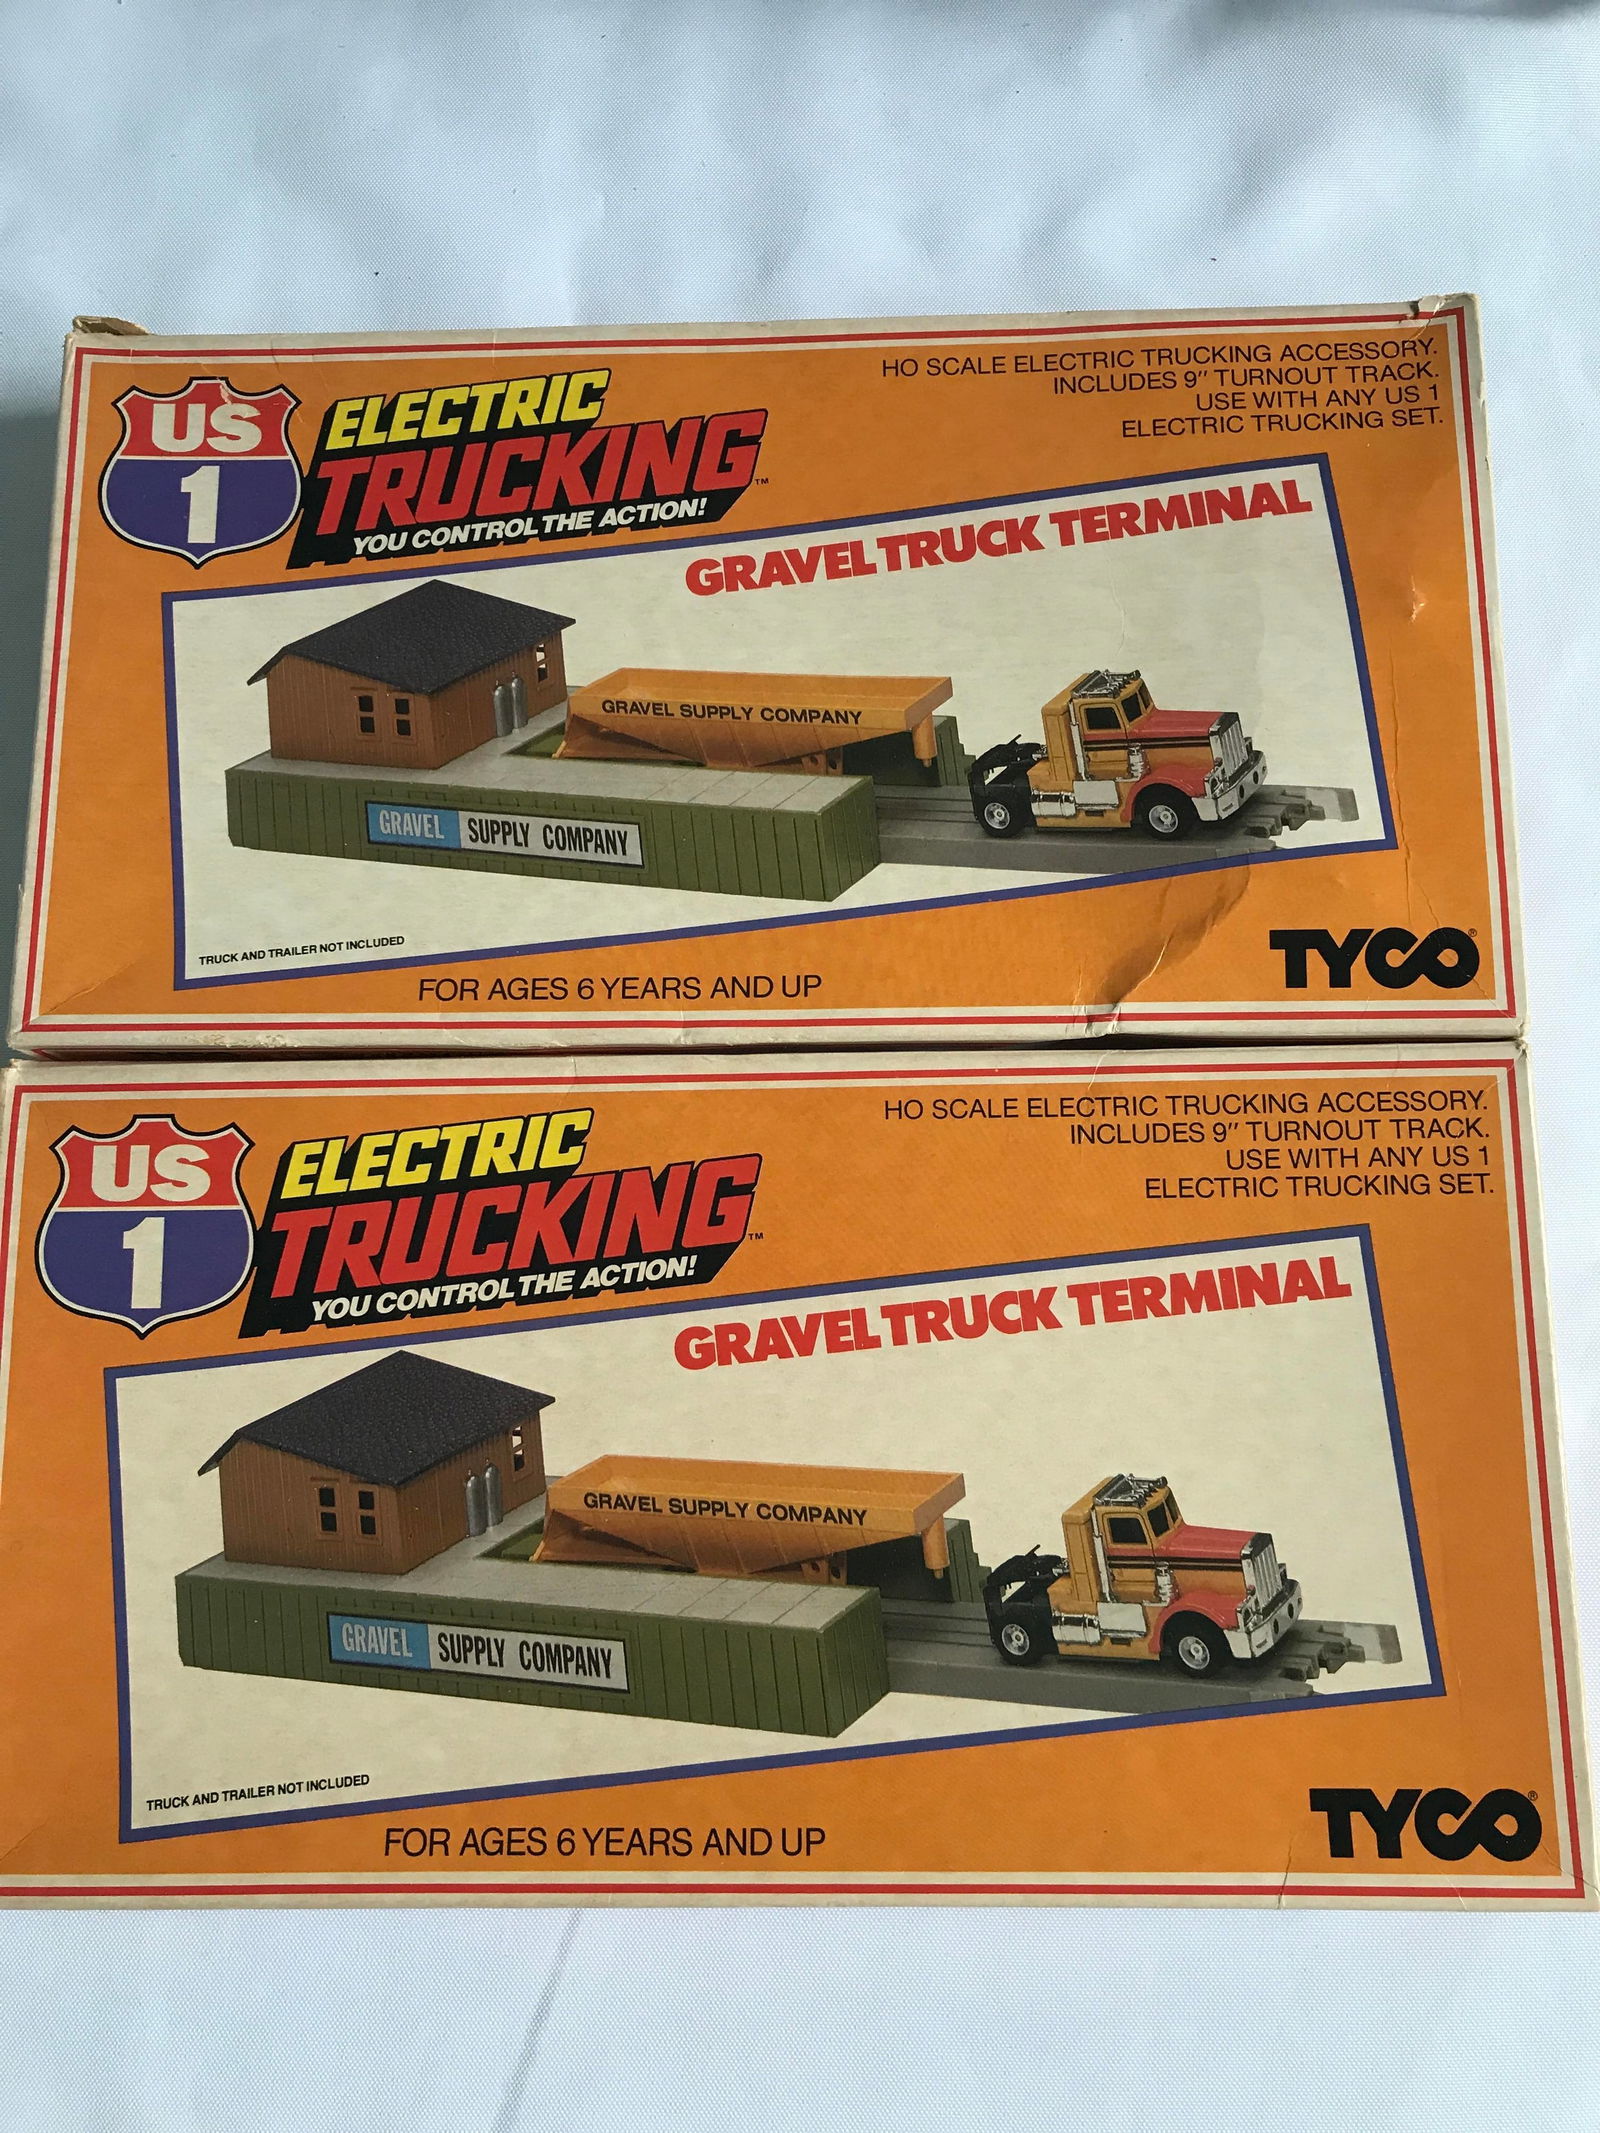 US
1
ELECTRIC
TRUCKING™
YOU CONTROL THE ACTION!
HO SCALE ELECTRIC TRUCKING ACCESSORY.
INCLUDES 9" TURNOUT TRACK.
USE WITH ANY US 1
ELECTRIC TRUCKING SET.
GRAVEL TRUCK TERMINAL
GRAVEL SUPPLY COMPANY
GRAVEL SUPPLY COMPANY
TRUCK AND TRAILER NOT INCLUDED
FOR AGES 6 YEARS AND UP
TYCO®
US
1
ELECTRIC
TRUCKING™
YOU CONTROL THE ACTION!
HO SCALE ELECTRIC TRUCKING ACCESSORY.
INCLUDES 9" TURNOUT TRACK.
USE WITH ANY US 1
ELECTRIC TRUCKING SET.
GRAVEL TRUCK TERMINAL
GRAVEL SUPPLY COMPANY
GRAVEL SUPPLY COMPANY
TRUCK AND TRAILER NOT INCLUDED
FOR AGES 6 YEARS AND UP
TYCO®